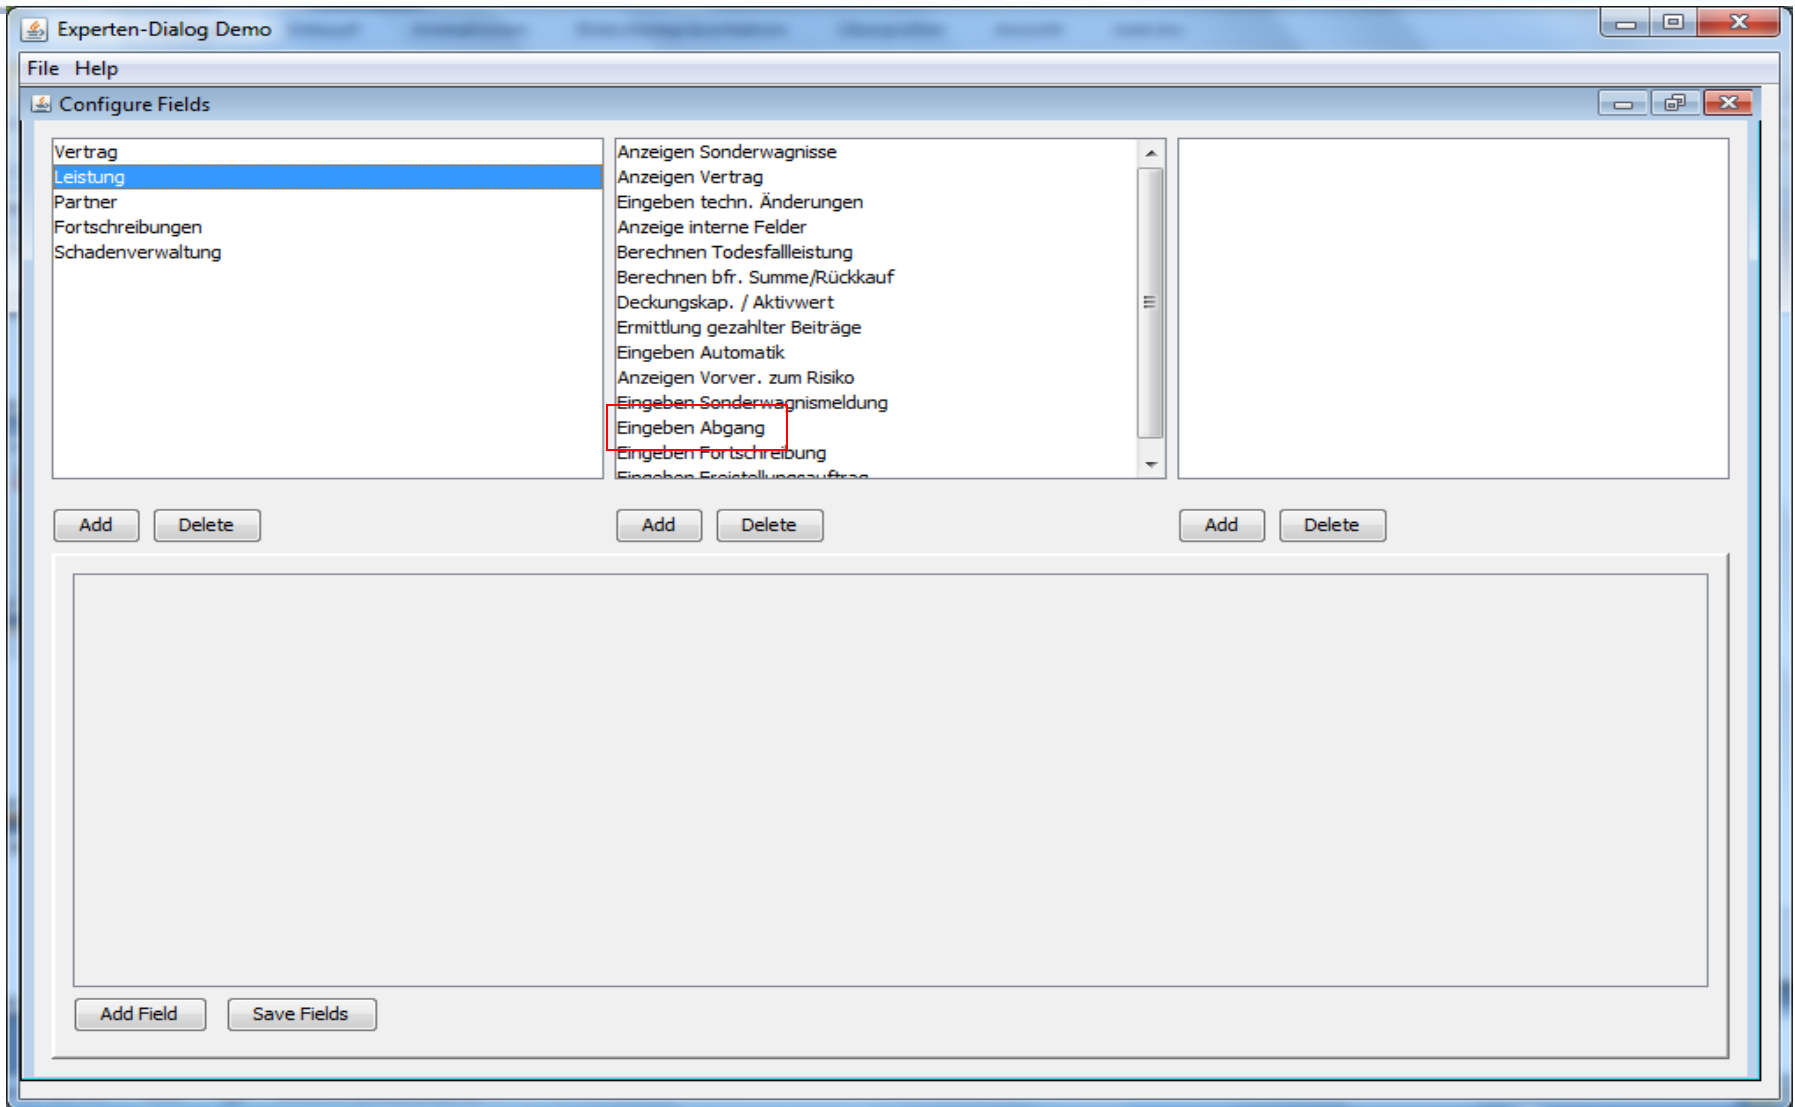 Experten-Dialog Demo
File Help
Configure Fields
Vertrag
Leistung
Partner
Fortschreibungen
Schadenverwaltung
Anzeigen Sonderwagnisse
Anzeigen Vertrag
Eingeben techn. Änderungen
Anzeige interne Felder
Berechnen Todesfallleistung
Berechnen bfr. Summe/Rückkauf
Deckungskap. / Aktivwert
Ermittlung gezahlter Beiträge
Eingeben Automatik
Anzeigen Vorver. zum Risiko
Eingeben Sonderwagnismeldung
Eingeben Abgang
Eingeben Fortschreibung
Eingeben Freistellungsauftrag
Add Delete
Add Delete
Add Delete
Add Field Save Fields